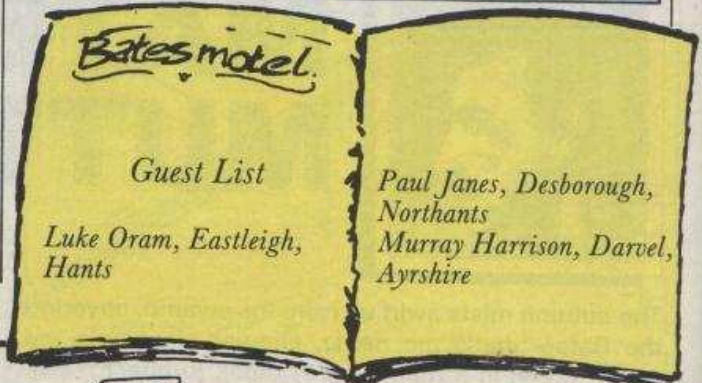 Bates motel.
Guest List
Luke Oram, Eastleigh,
Hants
Paul Janes, Desborough,
Northants
Murray Harrison, Darvel,
Ayrshire